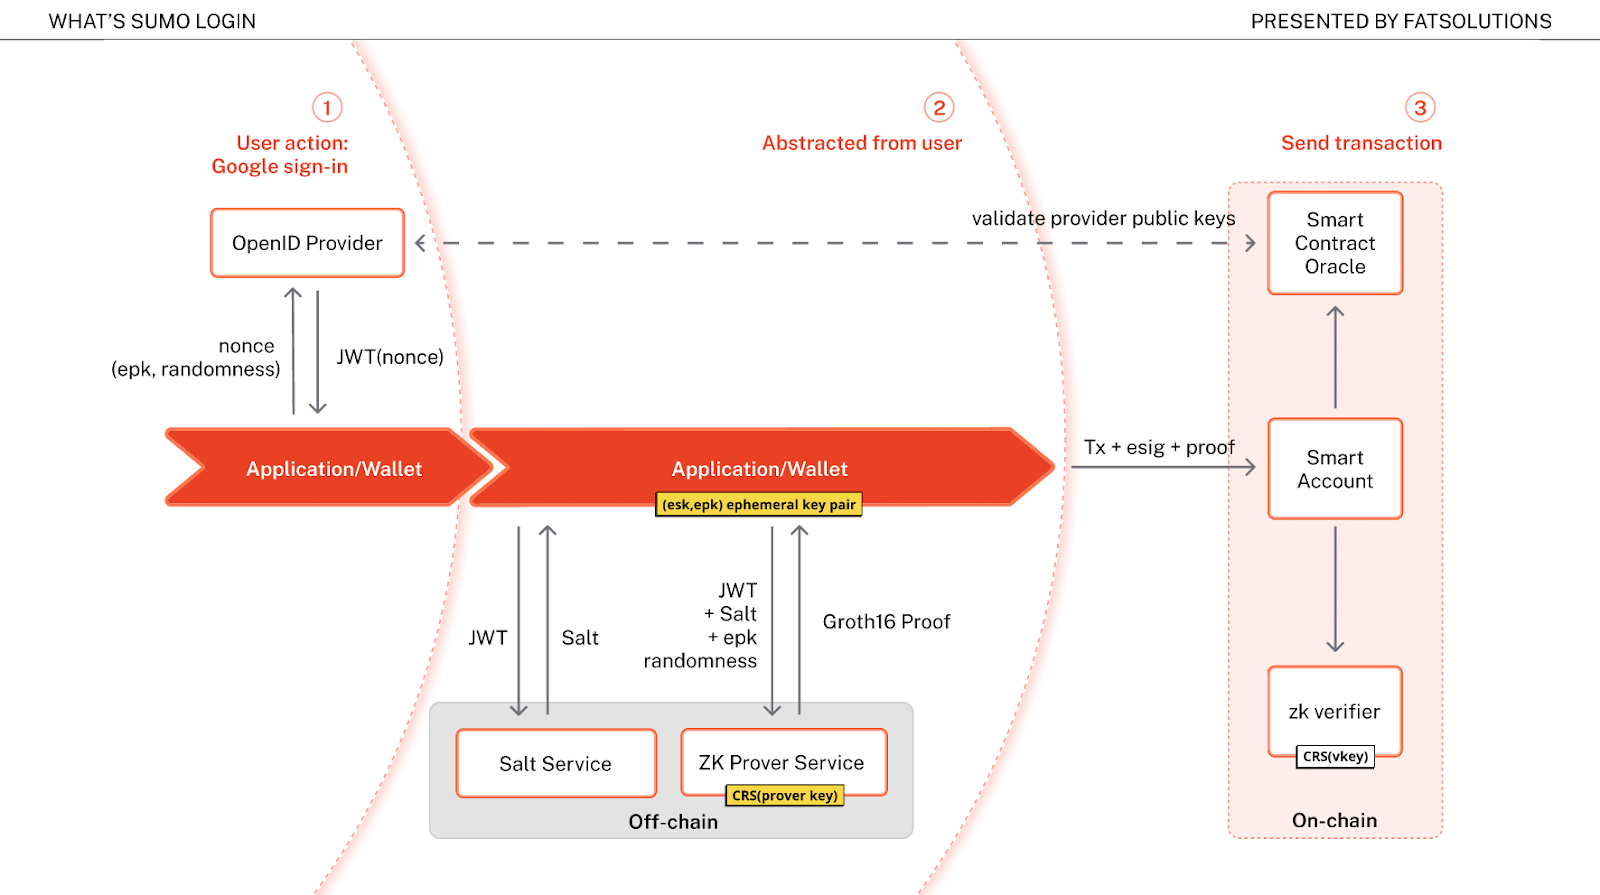 WHAT'S SUMO LOGIN
PRESENTED BY FATSOLUTIONS
1
User action:
Google sign-in
2
Abstracted from user
3
Send transaction
OpenID Provider
validate provider public keys
Smart
Contract
Oracle
nonce
(epk, randomness)
JWT(nonce)
Application/Wallet
Application/Wallet
(esk,epk) ephemeral key pair
Tx + esig + proof
Smart
Account
JWT
Salt
JWT
+ Salt
+ epk
randomness
Groth16 Proof
Salt Service
ZK Prover Service
CRS(prover key)
Off-chain
zk verifier
CRS(vkey)
On-chain